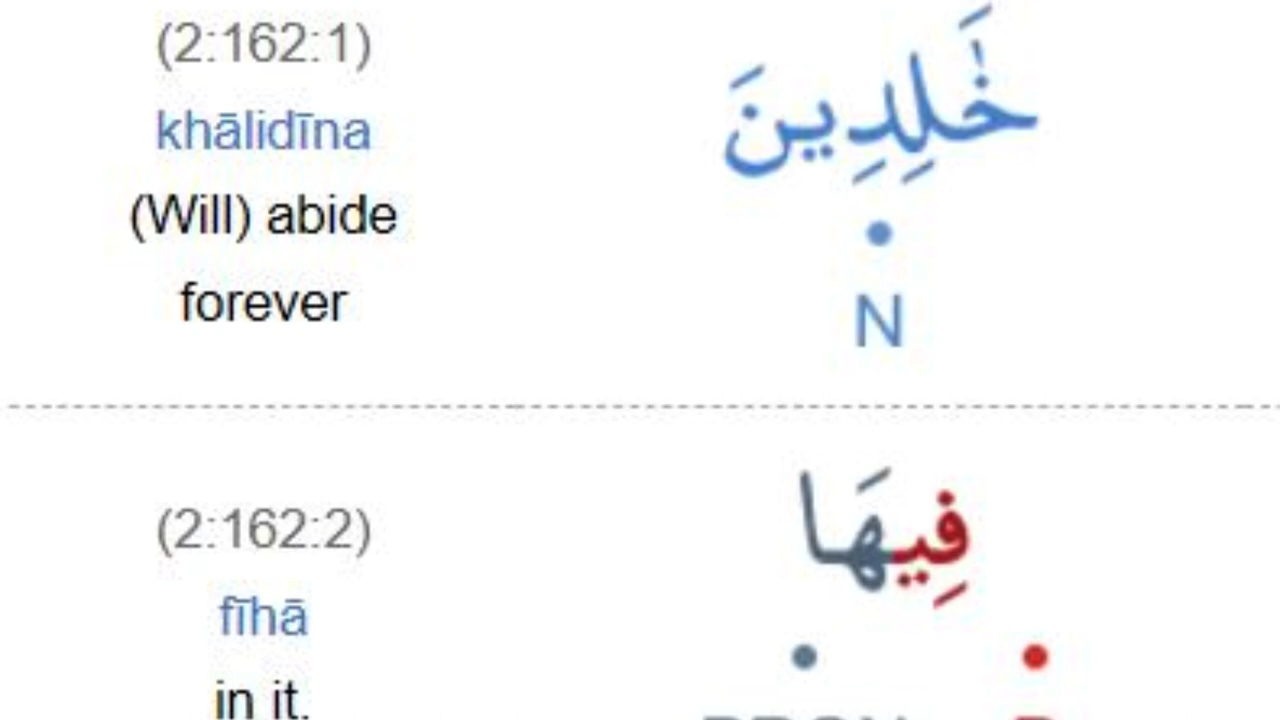 (2:162:1)
khālidīna
(Will) abide
forever
خَٰلِدِينَ
N
(2:162:2)
fīhā
in it.
فِيهَا